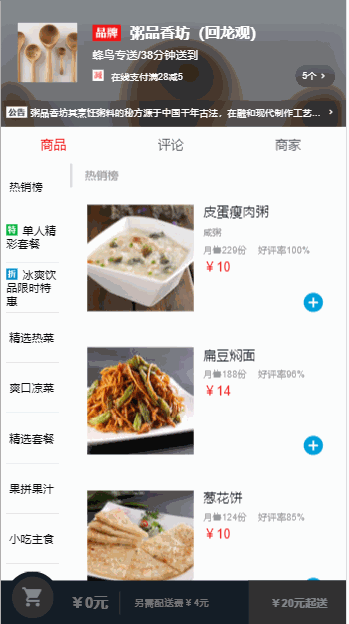 品牌 粥品香坊（回龙观）
蜂鸟专送/38分钟送到
减 在线支付满28减5
5个 >
公告 粥品香坊其烹饪粥料的秘方源于中国千年古法，在融和现代制作工艺... >
商品 评论 商家
热销榜
特 单人精
彩套餐
折 冰爽饮
品限时特
惠
精选热菜
爽口凉菜
精选套餐
果拼果汁
小吃主食
热销榜
皮蛋瘦肉粥
咸粥
月售229份 好评率100%
￥10
扁豆焖面
月售188份 好评率96%
￥14
葱花饼
月售124份 好评率85%
￥10
￥0元 另需配送费￥4元 ￥20元起送